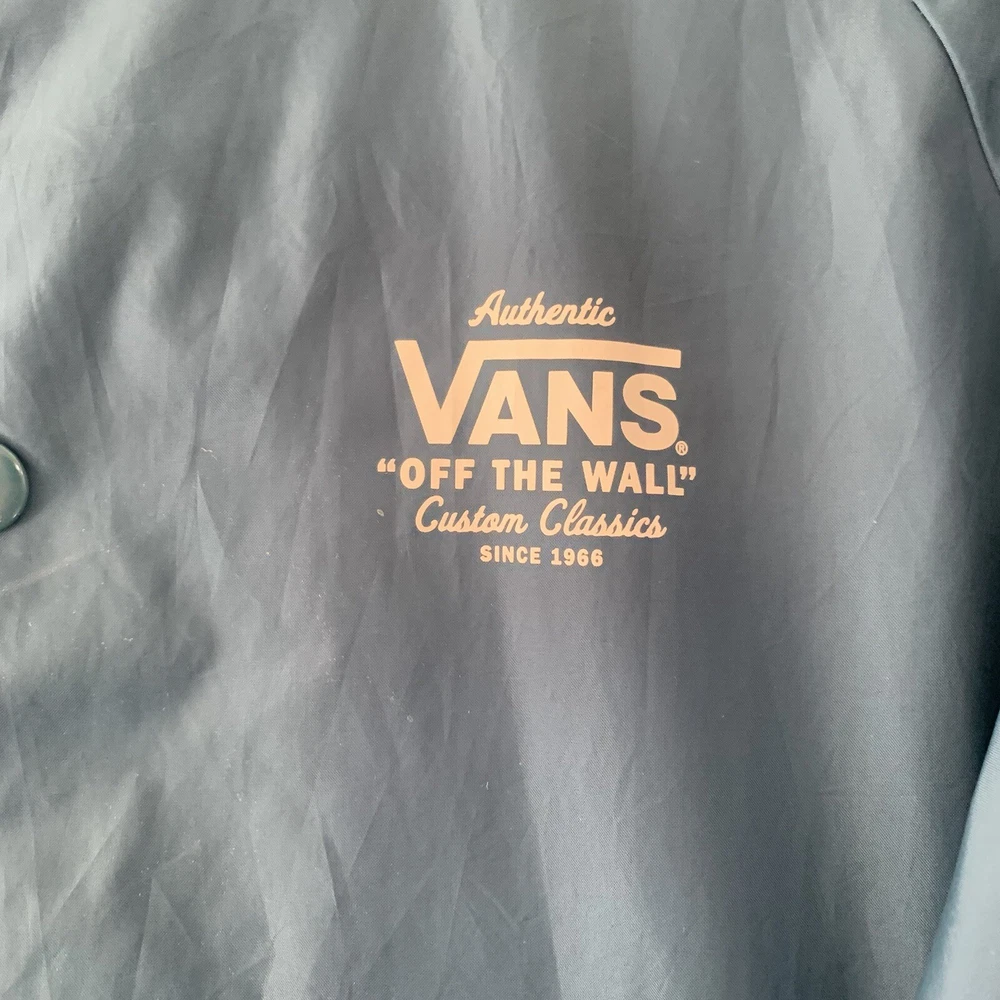 Authentic
VANS®
“OFF THE WALL”
Custom Classics
SINCE 1966